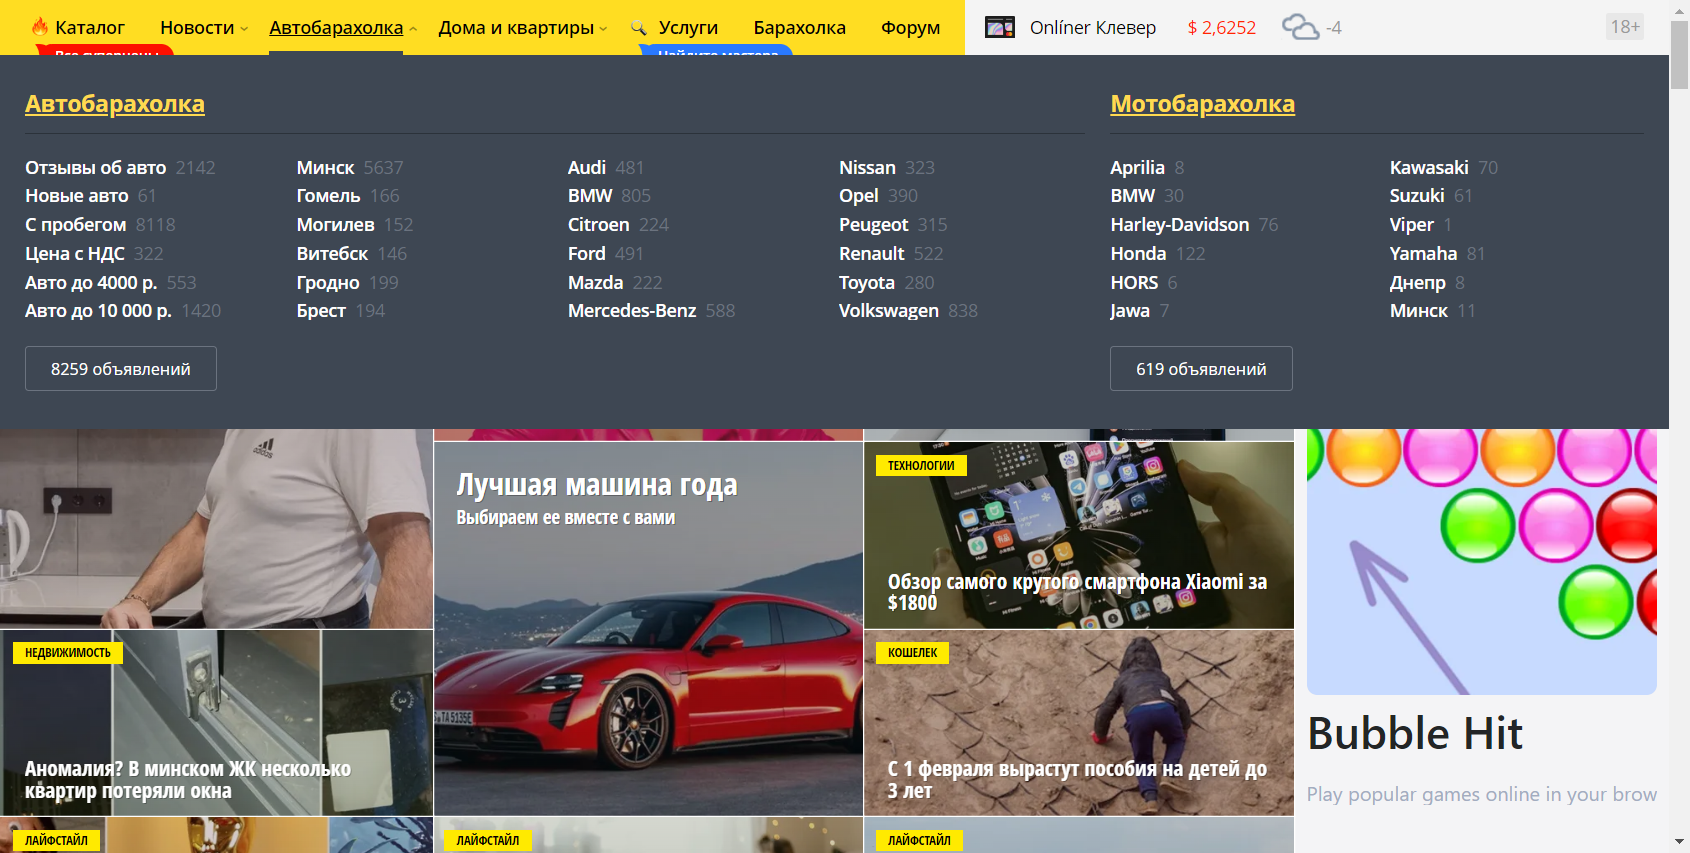 Каталог
Новости
Автобарахолка
Дома и квартиры
Услуги
Барахолка
Форум
Onlíner Клевер
$ 2,6252
-4
18+
Автобарахолка
Мотобарахолка
Отзывы об авто 2142
Новые авто 61
С пробегом 8118
Цена с НДС 322
Авто до 4000 р. 553
Авто до 10 000 р. 1420
Минск 5637
Гомель 166
Могилев 152
Витебск 146
Гродно 199
Брест 194
Audi 481
BMW 805
Citroen 224
Ford 491
Mazda 222
Mercedes-Benz 588
Nissan 323
Opel 390
Peugeot 315
Renault 522
Toyota 280
Volkswagen 838
Aprilia 8
BMW 30
Harley-Davidson 76
Honda 122
HORS 6
Jawa 7
Kawasaki 70
Suzuki 61
Viper 1
Yamaha 81
Днепр 8
Минск 11
8259 объявлений
619 объявлений
adidas
Лучшая машина года
Выбираем ее вместе с вами
ТЕХНОЛОГИИ
Обзор самого крутого смартфона Xiaomi за
$1800
НЕДВИЖИМОСТЬ
Аномалия? В минском ЖК несколько
квартир потеряли окна
КОШЕЛЕК
С 1 февраля вырастут пособия на детей до
3 лет
Bubble Hit
Play popular games online in your brow
ЛАЙФСТАЙЛ
ЛАЙФСТАЙЛ
ЛАЙФСТАЙЛ